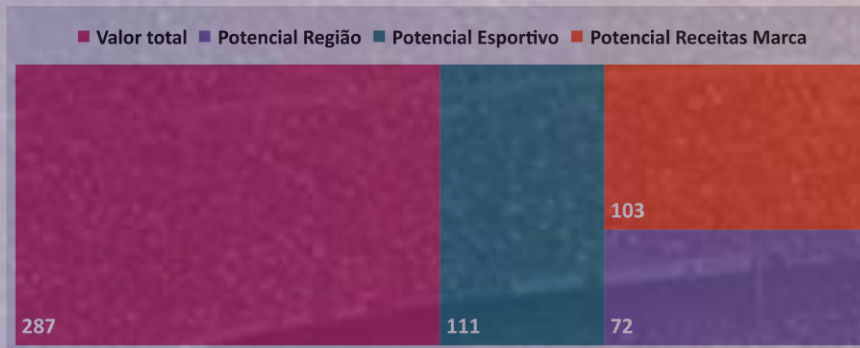 Valor total Potencial Região Potencial Esportivo Potencial Receitas Marca
103
287 111 72